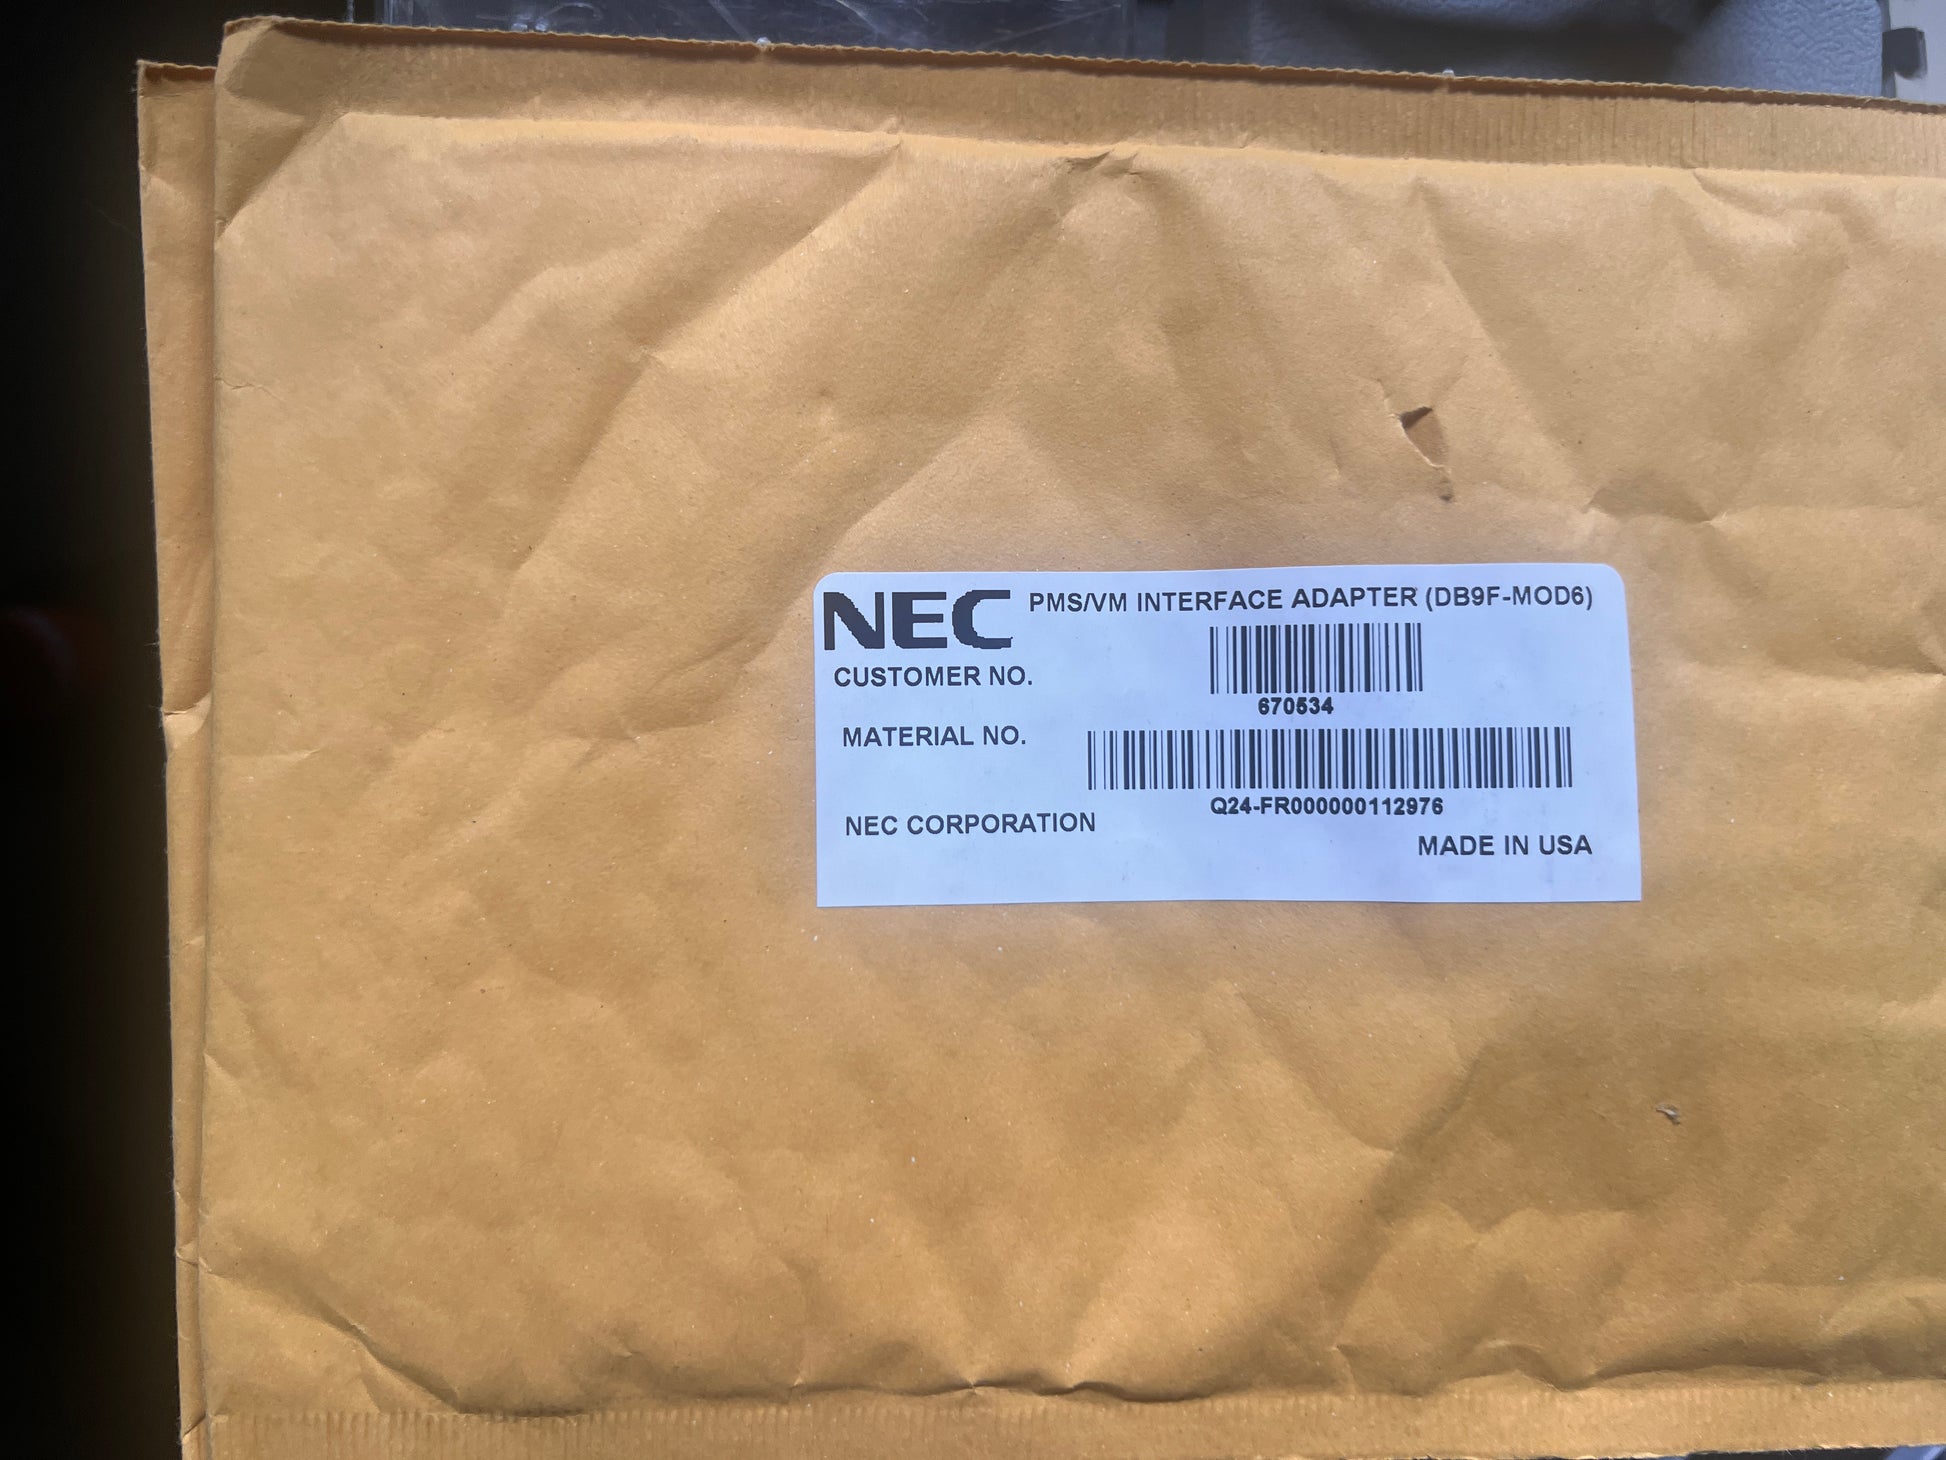 NEC PMS/VM INTERFACE ADAPTER (DB9F-MOD6)
CUSTOMER NO.
670534
MATERIAL NO.
Q24-FR000000112976
NEC CORPORATION
MADE IN USA